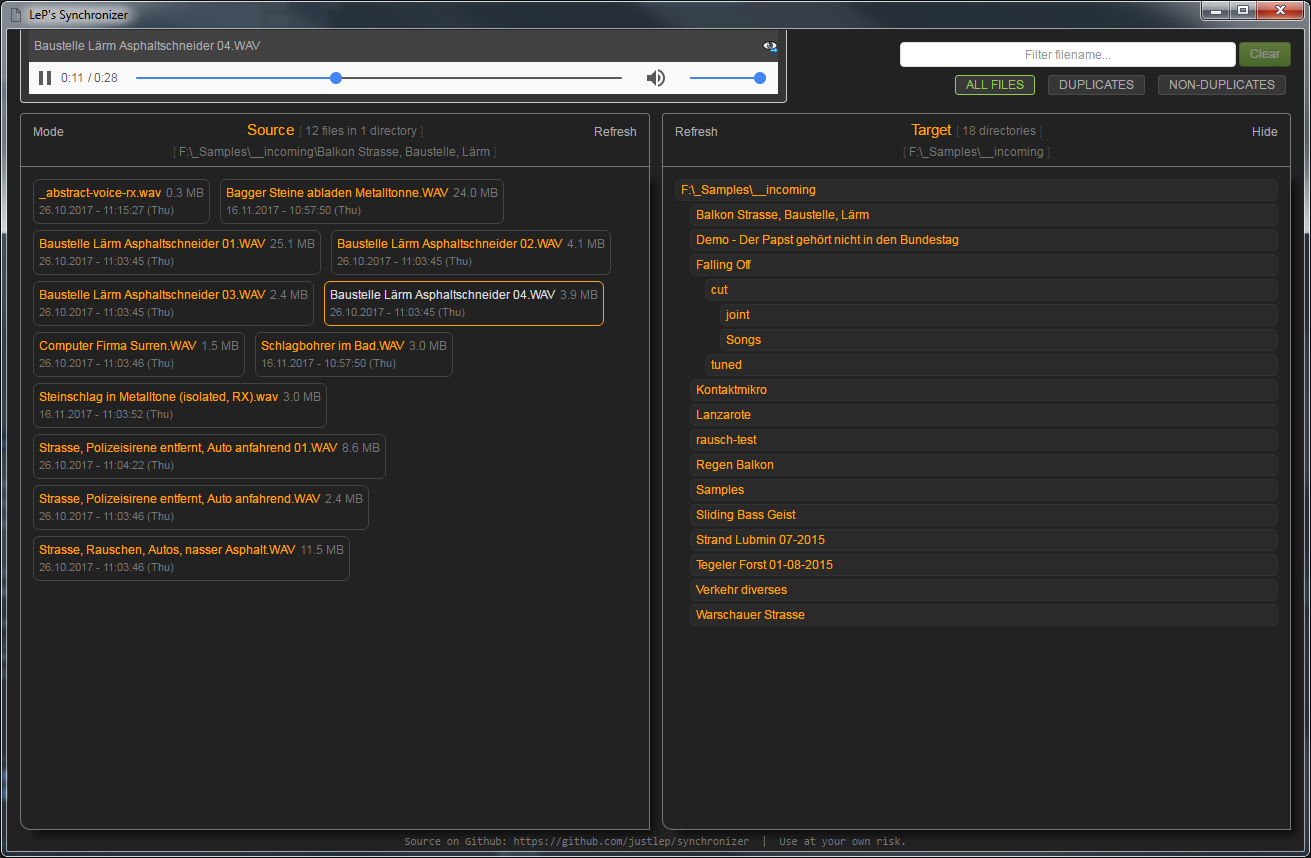 LeP's Synchronizer
Baustelle Lärm Asphaltschneider 04.WAV
0:11 / 0:28
Filter filename...
Clear
ALL FILES
DUPLICATES
NON-DUPLICATES
Mode
Source [ 12 files in 1 directory ]
Refresh
[ F:\_Samples\__incoming\Balkon Strasse, Baustelle, Lärm ]
_abstract-voice-rx.wav 0.3 MB
26.10.2017 - 11:15:27 (Thu)
Bagger Steine abladen Metalltonne.WAV 24.0 MB
16.11.2017 - 10:57:50 (Thu)
Baustelle Lärm Asphaltschneider 01.WAV 25.1 MB
26.10.2017 - 11:03:45 (Thu)
Baustelle Lärm Asphaltschneider 02.WAV 4.1 MB
26.10.2017 - 11:03:45 (Thu)
Baustelle Lärm Asphaltschneider 03.WAV 2.4 MB
26.10.2017 - 11:03:45 (Thu)
Baustelle Lärm Asphaltschneider 04.WAV 3.9 MB
26.10.2017 - 11:03:45 (Thu)
Computer Firma Surren.WAV 1.5 MB
26.10.2017 - 11:03:46 (Thu)
Schlagbohrer im Bad.WAV 3.0 MB
16.11.2017 - 10:57:50 (Thu)
Steinschlag in Metalltone (isolated, RX).wav 3.0 MB
16.11.2017 - 11:03:52 (Thu)
Strasse, Polizeisirene entfernt, Auto anfahrend 01.WAV 8.6 MB
26.10.2017 - 11:04:22 (Thu)
Strasse, Polizeisirene entfernt, Auto anfahrend.WAV 2.4 MB
26.10.2017 - 11:03:46 (Thu)
Strasse, Rauschen, Autos, nasser Asphalt.WAV 11.5 MB
26.10.2017 - 11:03:46 (Thu)
Refresh
Target [ 18 directories ]
Hide
[ F:\_Samples\__incoming ]
F:\_Samples\__incoming
Balkon Strasse, Baustelle, Lärm
Demo - Der Papst gehört nicht in den Bundestag
Falling Off
cut
joint
Songs
tuned
Kontaktmikro
Lanzarote
rausch-test
Regen Balkon
Samples
Sliding Bass Geist
Strand Lubmin 07-2015
Tegeler Forst 01-08-2015
Verkehr diverses
Warschauer Strasse
Source on Github: https://github.com/justlep/synchronizer | Use at your own risk.